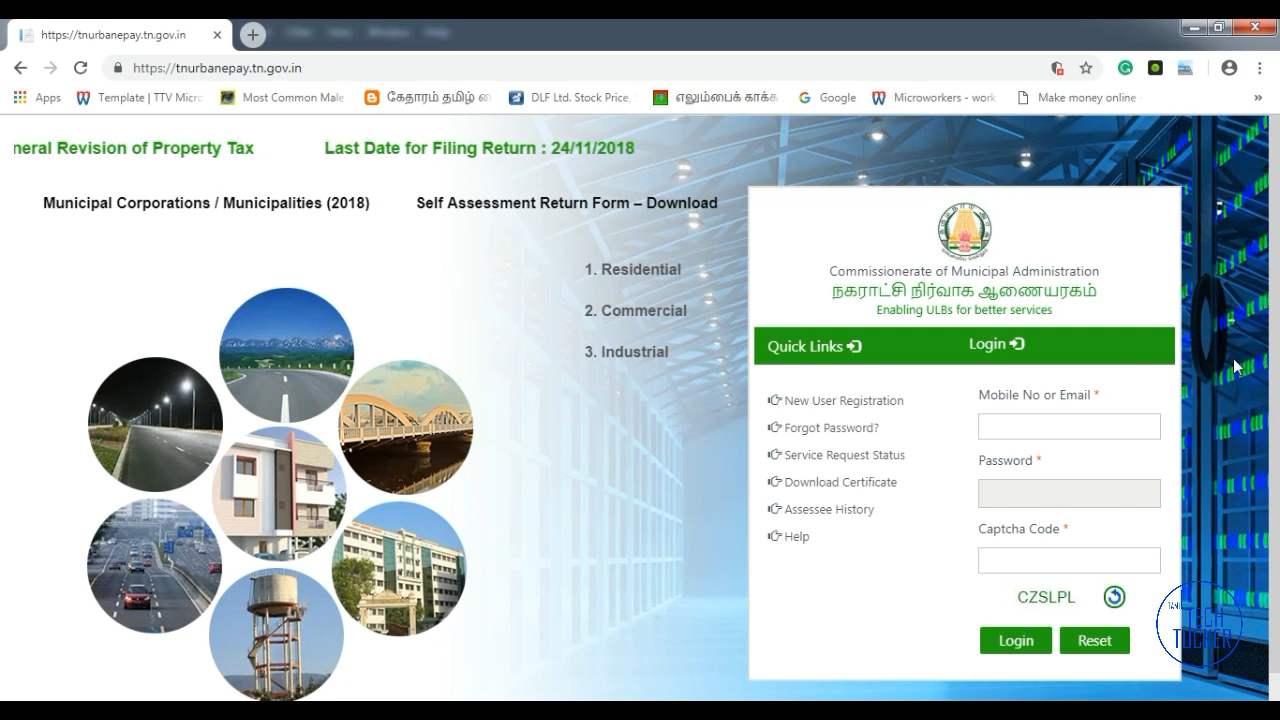 https://tnurbanepay.tn.gov.in
https://tnurbanepay.tn.gov.in
Apps
Template | TTV Micro
Most Common Male
கேதாரம் தமிழ்
DLF Ltd. Stock Price,
எலும்பைக் காக்க
Google
Microworkers - work
Make money online
neral Revision of Property Tax
Last Date for Filing Return : 24/11/2018
Municipal Corporations / Municipalities (2018)
Self Assessment Return Form – Download
1. Residential
2. Commercial
3. Industrial
Commissionerate of Municipal Administration
நகராட்சி நிர்வாக ஆணையரகம்
Enabling ULBs for better services
Quick Links
Login
New User Registration
Forgot Password?
Service Request Status
Download Certificate
Assessee History
Help
Mobile No or Email *
Password *
Captcha Code *
CZSLPL
Login
Reset
TECH
TOCKER